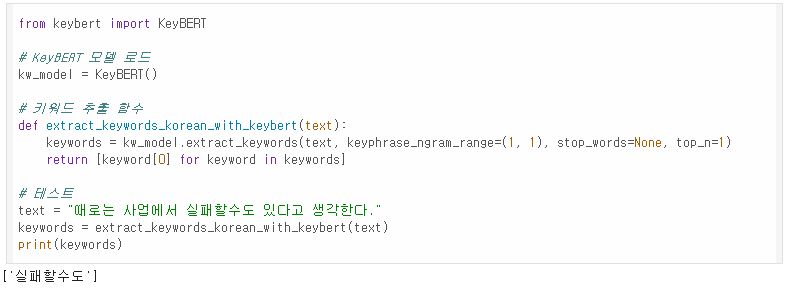 from keybert import KeyBERT
# KeyBERT 모델 로드
kw_model = KeyBERT()
# 키워드 추출 함수
def extract_keywords_korean_with_keybert(text):
    keywords = kw_model.extract_keywords(text, keyphrase_ngram_range=(1, 1), stop_words=None, top_n=1)
    return [keyword[0] for keyword in keywords]
# 테스트
text = "때로는 사업에서 실패할수도 있다고 생각한다."
keywords = extract_keywords_korean_with_keybert(text)
print(keywords)
['실패할수도']